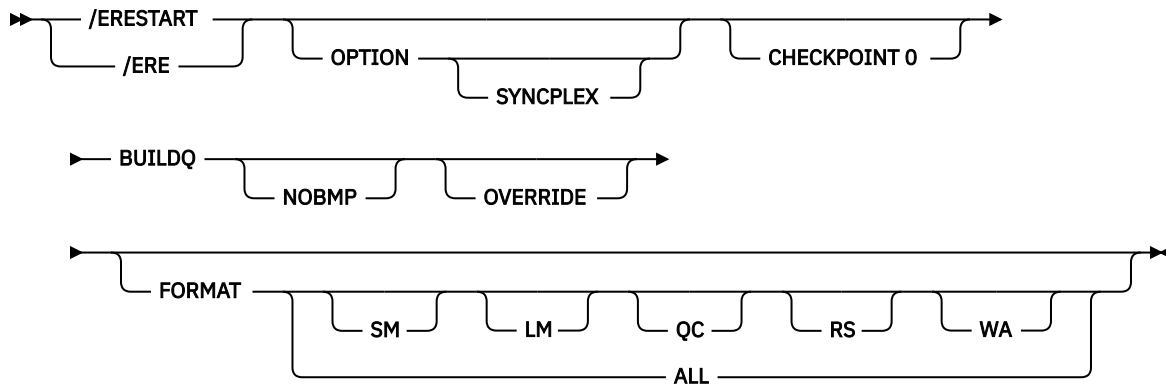 /ERESTART
/ERE
OPTION
SYNCPLEX
CHECKPOINT 0
BUILDQ
NOBMP
OVERRIDE
FORMAT
SM LM QC RS WA
ALL